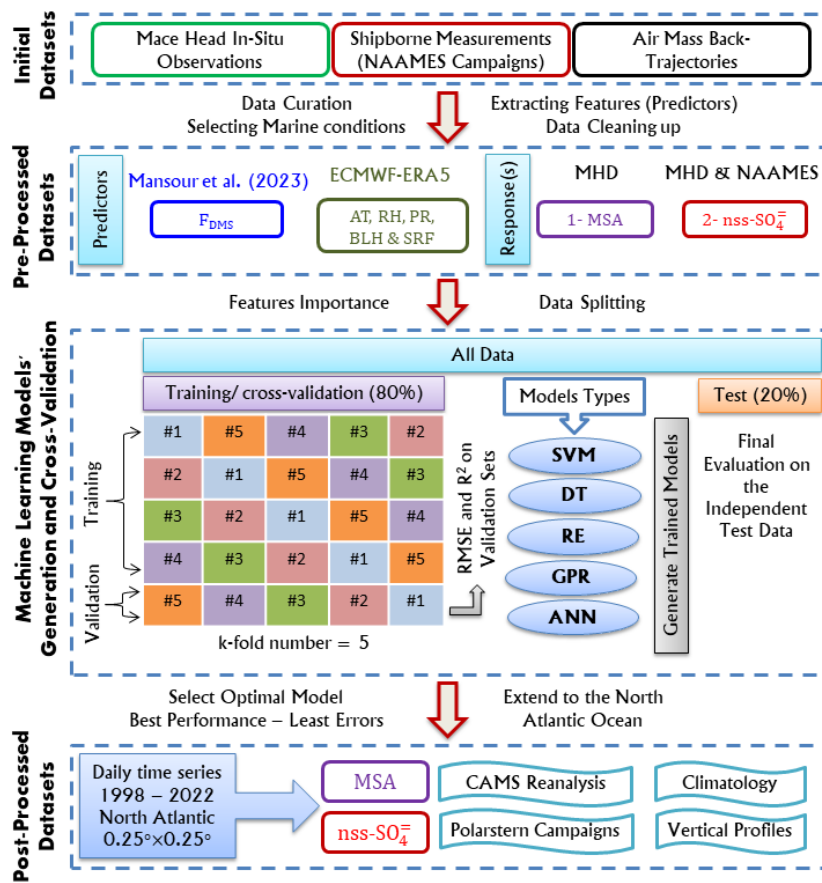 Initial
Datasets
Mace Head In-Situ
Observations
Shipborne Measurements
(NAAMES Campaigns)
Air Mass Back-
Trajectories
Data Curation
Selecting Marine conditions
Extracting Features (Predictors)
Data Cleaning up
Pre-Processed
Datasets
Predictors
Mansour et al. (2023)
F_DMS
ECMWF-ERA5
AT, RH, PR,
BLH & SRF
Response(s)
MHD
1- MSA
MHD & NAAMES
2- nss-SO₄⁼
Features Importance
Data Splitting
Machine Learning Models'
Generation and Cross-Validation
All Data
Training/ cross-validation (80%)
Training
Validation
#1 #5 #4 #3 #2
#2 #1 #5 #4 #3
#3 #2 #1 #5 #4
#4 #3 #2 #1 #5
#5 #4 #3 #2 #1
k-fold number = 5
RMSE and R² on
Validation Sets
Models Types
SVM
DT
RE
GPR
ANN
Generate Trained Models
Test (20%)
Final
Evaluation on
the
Independent
Test Data
Select Optimal Model
Best Performance – Least Errors
Extend to the North
Atlantic Ocean
Post-Processed
Datasets
Daily time series
1998 – 2022
North Atlantic
0.25°×0.25°
MSA
nss-SO₄⁼
CAMS Reanalysis
Polarstern Campaigns
Climatology
Vertical Profiles